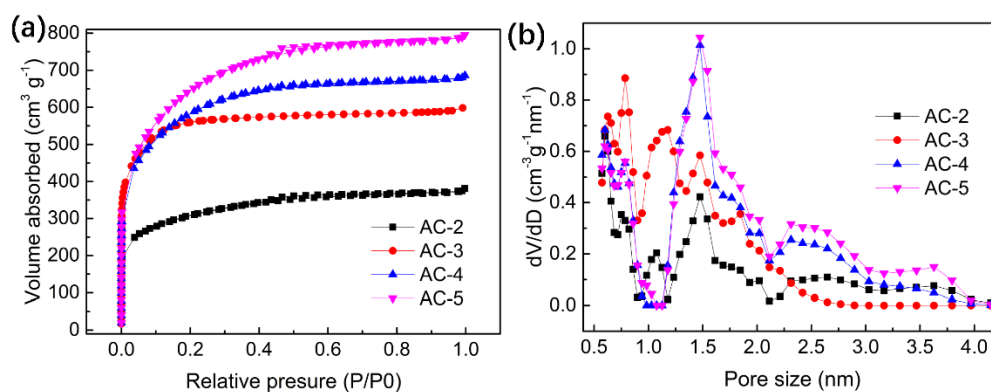 (a)
Volume absorbed (cm³ g⁻¹)
800
700
600
500
400
300
200
100
0
AC-2
AC-3
AC-4
AC-5
0.0 0.2 0.4 0.6 0.8 1.0
Relative presure (P/P0)
(b)
dV/dD (cm⁻³g⁻¹nm⁻¹)
1.0
0.8
0.6
0.4
0.2
0.0
AC-2
AC-3
AC-4
AC-5
0.5 1.0 1.5 2.0 2.5 3.0 3.5 4.0
Pore size (nm)